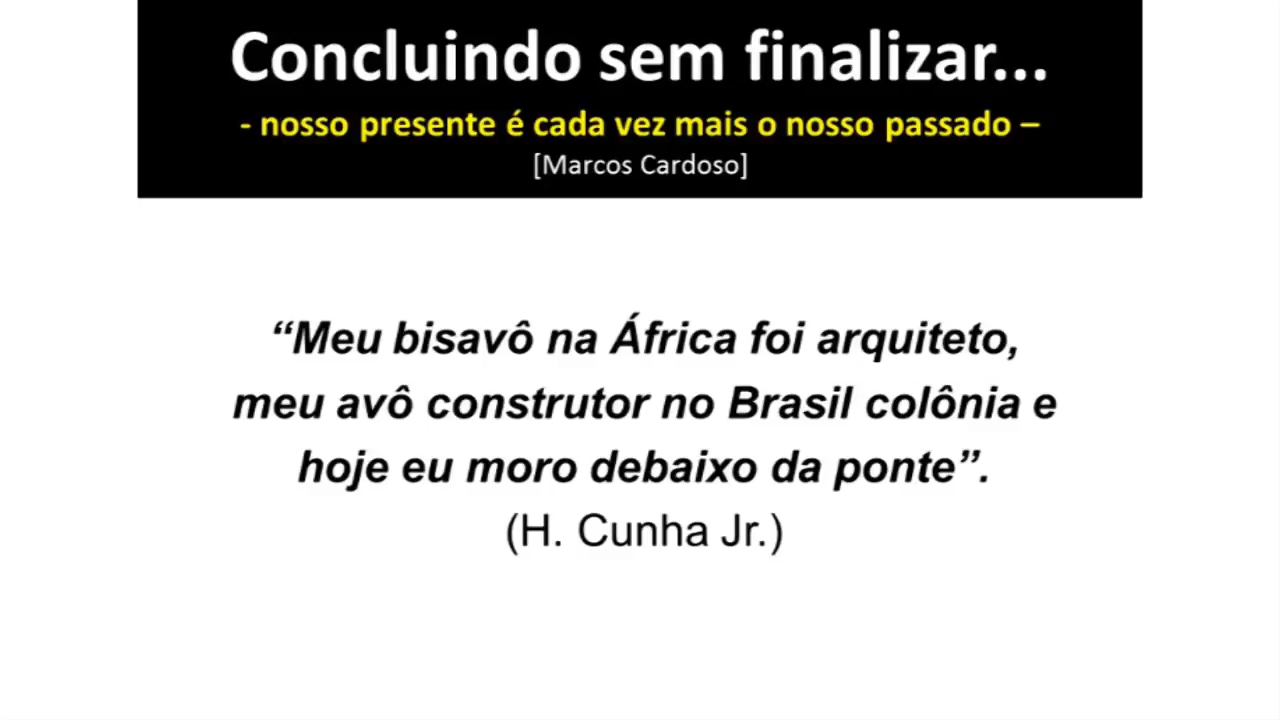 Concluindo sem finalizar...
- nosso presente é cada vez mais o nosso passado –
[Marcos Cardoso]
“Meu bisavô na África foi arquiteto,
meu avô construtor no Brasil colônia e
hoje eu moro debaixo da ponte”.
(H. Cunha Jr.)